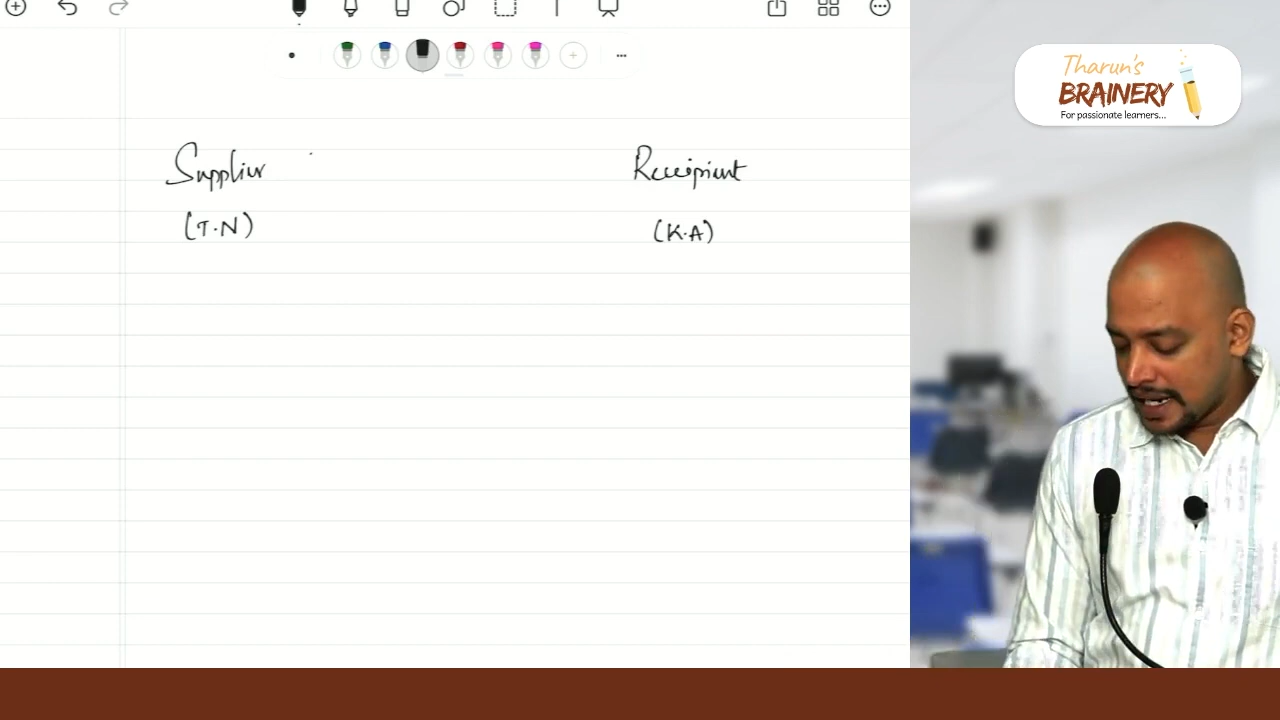 Tharun's
BRAINERY
For passionate learners...
Supplier Recipient
(T.N) (K.A)